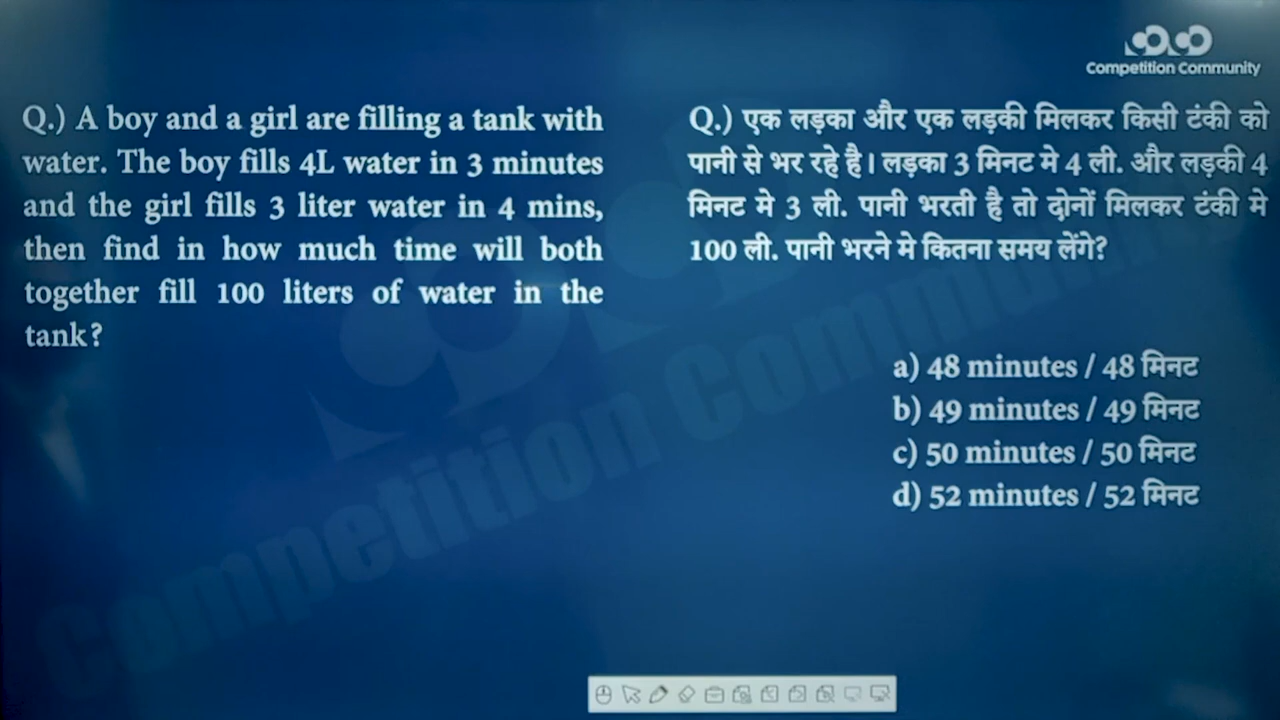 Competition Community
Q.) A boy and a girl are filling a tank with
water. The boy fills 4L water in 3 minutes
and the girl fills 3 liter water in 4 mins,
then find in how much time will both
together fill 100 liters of water in the
tank?
Q.) एक लड़का और एक लड़की मिलकर किसी टंकी को
पानी से भर रहे है। लड़का 3 मिनट मे 4 ली. और लड़की 4
मिनट मे 3 ली. पानी भरती है तो दोनों मिलकर टंकी मे
100 ली. पानी भरने मे कितना समय लेंगे?
a) 48 minutes / 48 मिनट
b) 49 minutes / 49 मिनट
c) 50 minutes / 50 मिनट
d) 52 minutes / 52 मिनट
Competition Community